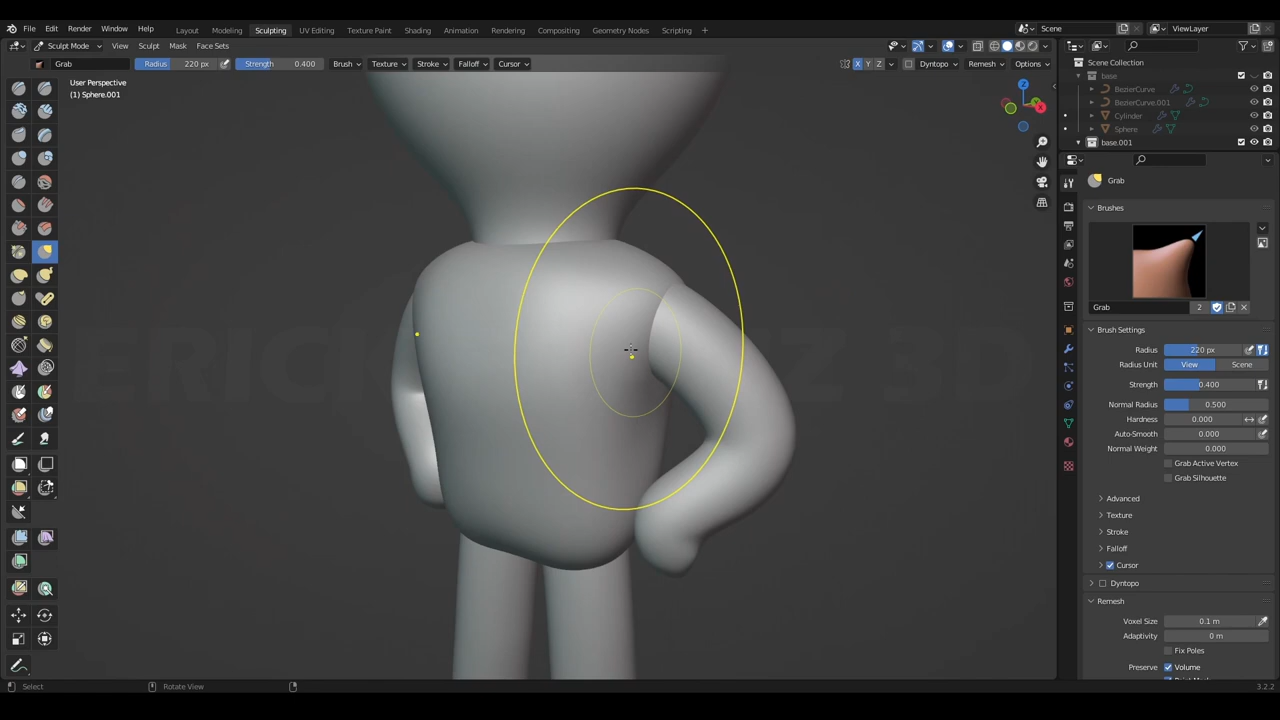 File Edit Render Window Help Layout Modeling Sculpting UV Editing Texture Paint Shading Animation Rendering Compositing Geometry Nodes Scripting + Scene ViewLayer
Sculpt Mode View Sculpt Mask Face Sets
Grab Radius 220 px Strength 0.400 Brush Texture Stroke Falloff Cursor X Y Z Dyntopo Remesh Options
User Perspective
(1) Sphere.001
Z
X
Scene Collection
base
BezierCurve
BezierCurve.001
Cylinder
Sphere
base.001
Grab
Brushes
Grab 2
Brush Settings
Radius 220 px
Radius Unit View Scene
Strength 0.400
Normal Radius 0.500
Hardness 0.000
Auto-Smooth 0.000
Normal Weight 0.000
Grab Active Vertex
Grab Silhouette
Advanced
Texture
Stroke
Falloff
Cursor
Dyntopo
Remesh
Voxel Size 0.1 m
Adaptivity 0 m
Fix Poles
Preserve Volume
Select Rotate View 3.2.2